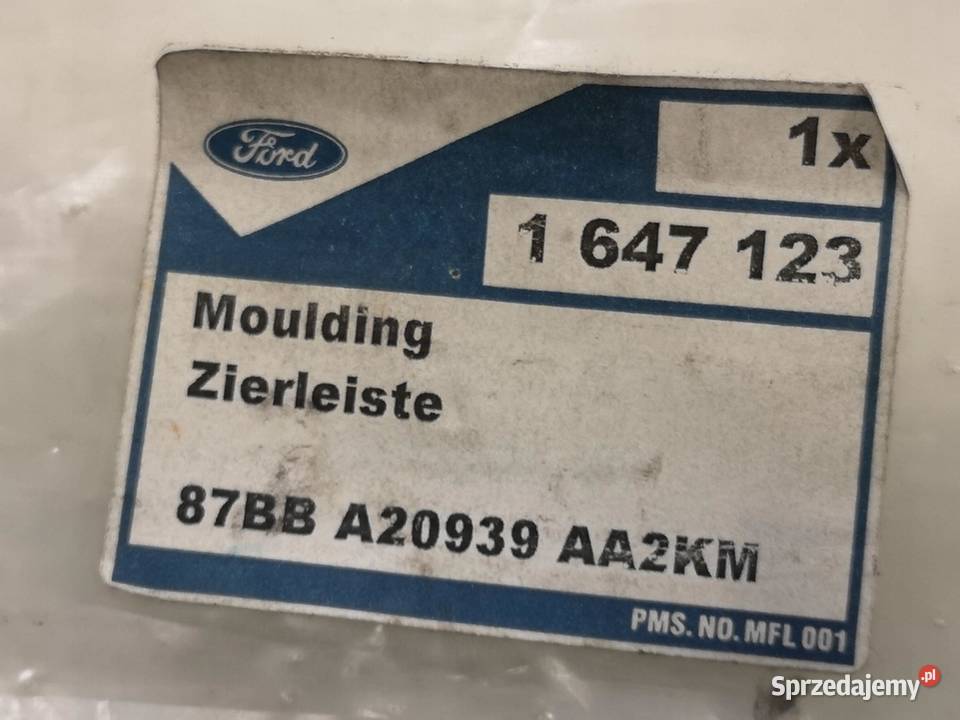 Ford
1x
1 647 123
Moulding
Zierleiste
87BB A20939 AA2KM
PMS. NO. MFL 001
Sprzedajemy.pl